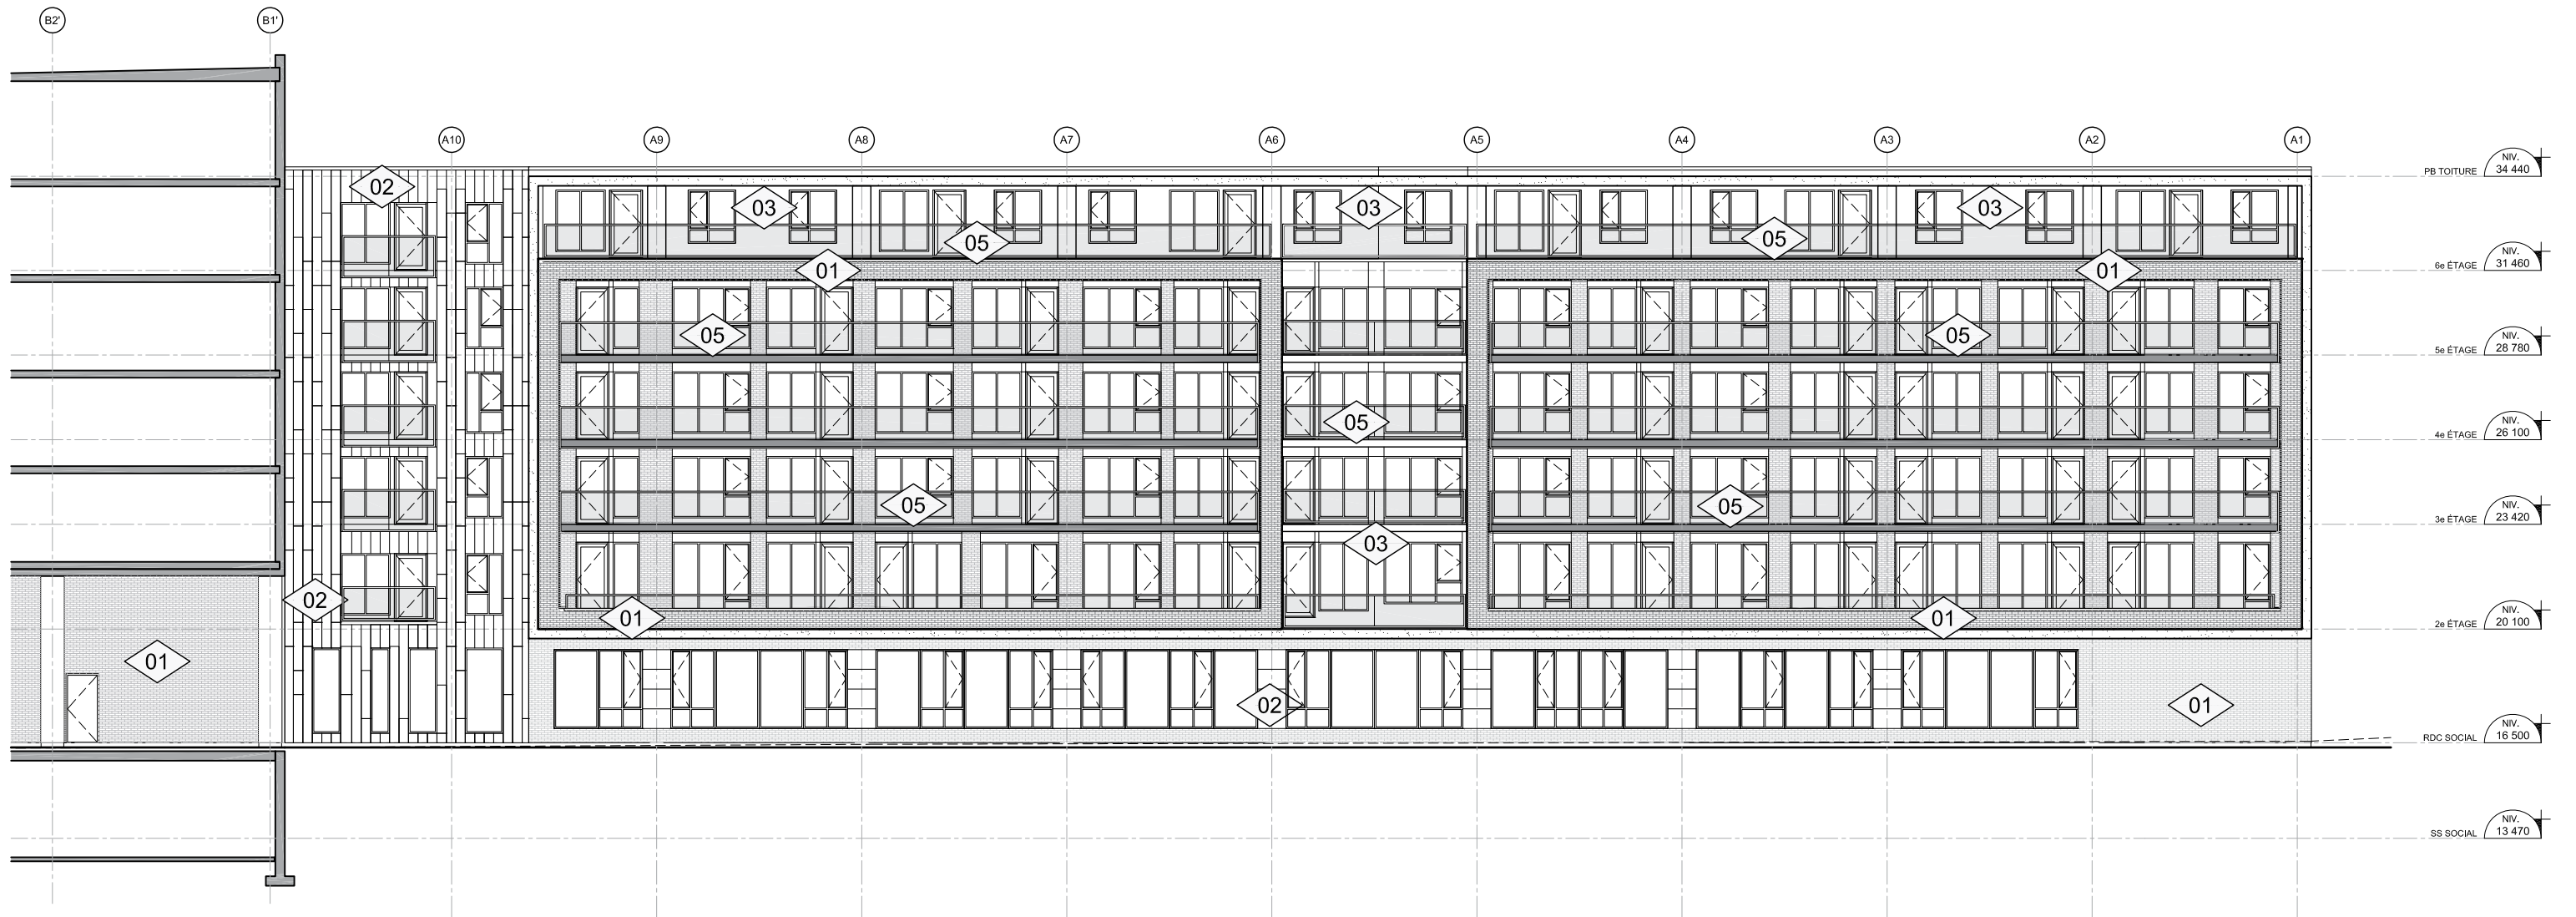 B2'
B1'
A10
A9
A8
A7
A6
A5
A4
A3
A2
A1
PB TOITURE
NIV.
34 440
02
03
03
03
05
05
01
01
6e ÉTAGE
NIV.
31 460
05
05
5e ÉTAGE
NIV.
28 780
05
4e ÉTAGE
NIV.
26 100
05
05
3e ÉTAGE
NIV.
23 420
03
02
01
01
2e ÉTAGE
NIV.
20 100
01
02
01
RDC SOCIAL
NIV.
16 500
SS SOCIAL
NIV.
13 470